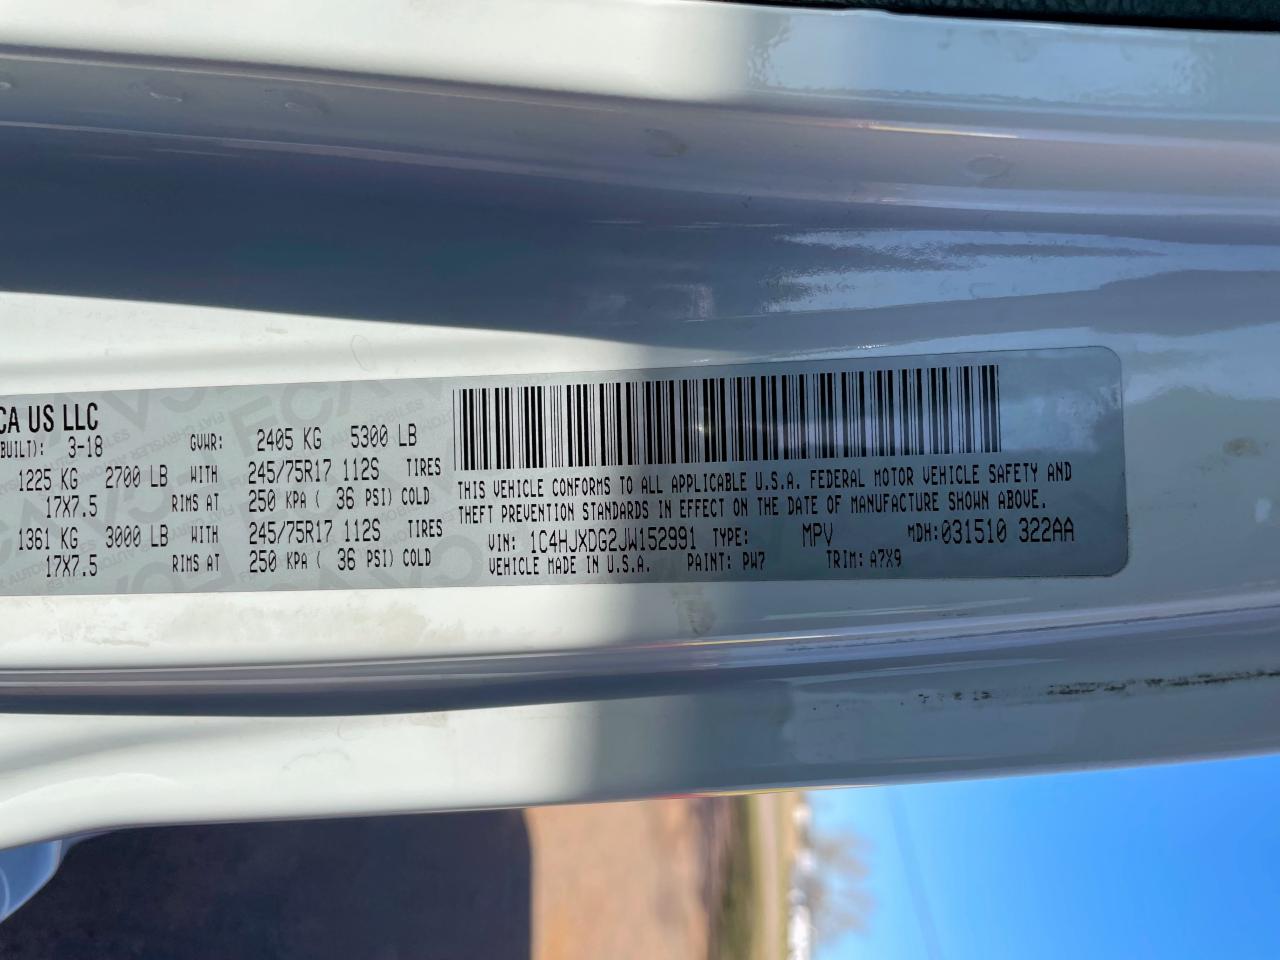 CA US LLC
BUILT): 3-18 GVWR: 2405 KG 5300 LB
1225 KG 2700 LB WITH 245/75R17 112S TIRES
17X7.5 RIMS AT 250 KPA ( 36 PSI) COLD
1361 KG 3000 LB WITH 245/75R17 112S TIRES
17X7.5 RIMS AT 250 KPA ( 36 PSI) COLD
THIS VEHICLE CONFORMS TO ALL APPLICABLE U.S.A. FEDERAL MOTOR VEHICLE SAFETY AND
THEFT PREVENTION STANDARDS IN EFFECT ON THE DATE OF MANUFACTURE SHOWN ABOVE.
VIN: 1C4HJXDG2JW152991 TYPE: MPV MDH:031510 322AA
VEHICLE MADE IN U.S.A. PAINT: PW7 TRIM: A7X9